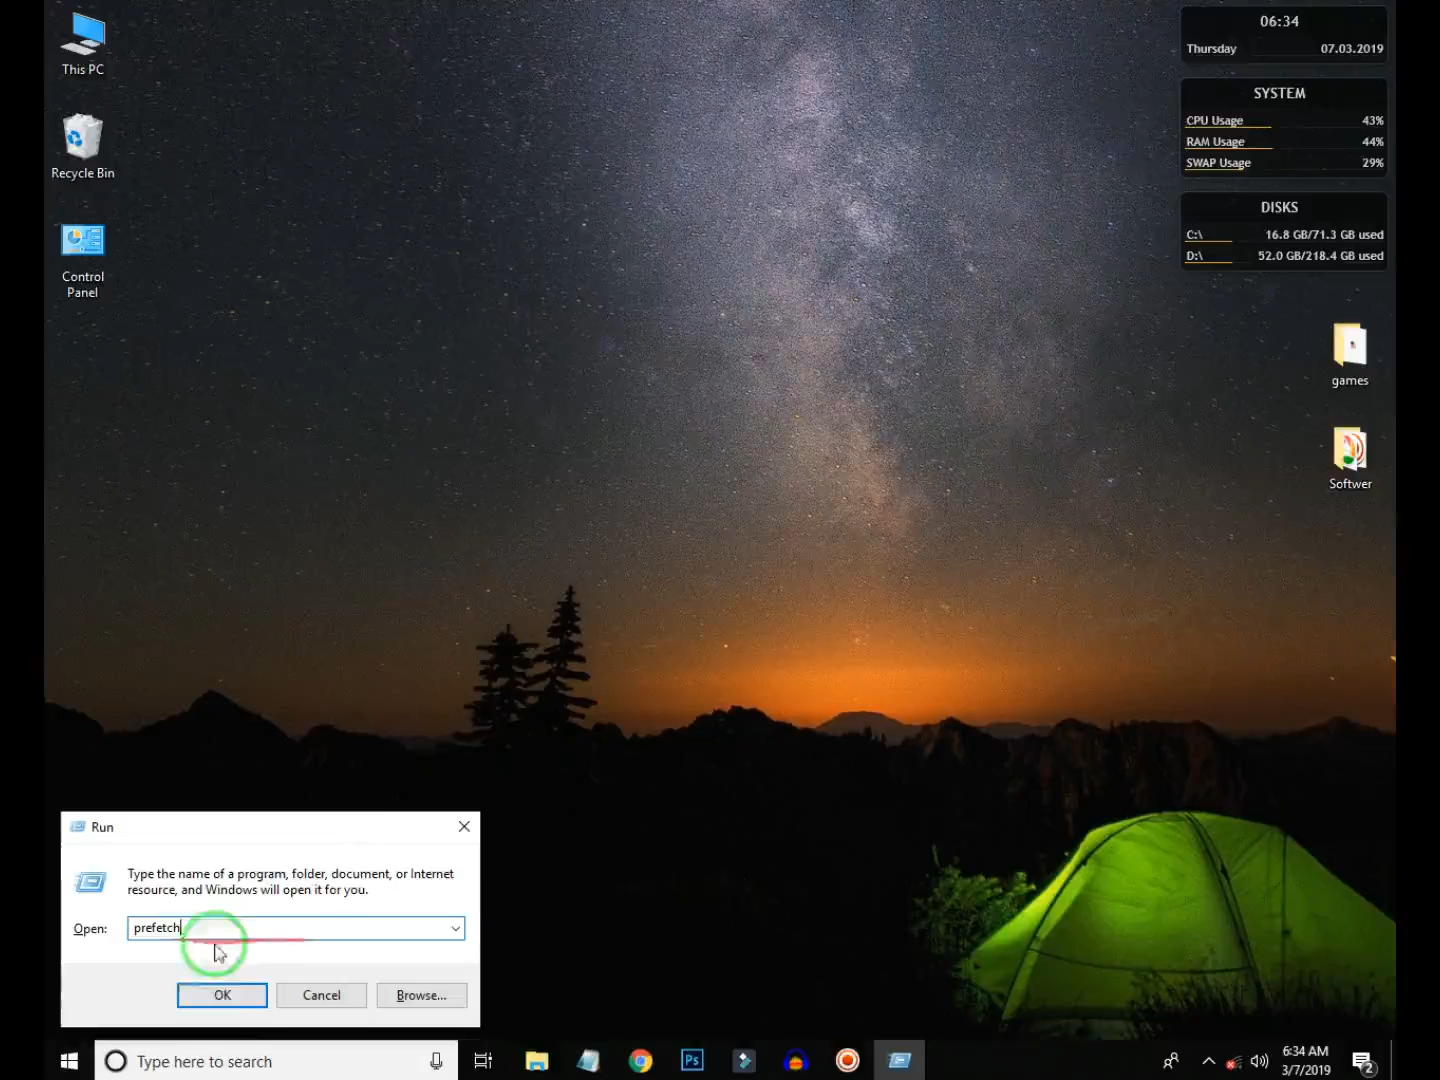 This PC
Recycle Bin
Control
Panel
06:34
Thursday 07.03.2019
SYSTEM
CPU Usage 43%
RAM Usage 44%
SWAP Usage 29%
DISKS
C:\ 16.8 GB/71.3 GB used
D:\ 52.0 GB/218.4 GB used
games
Softwer
Run
Type the name of a program, folder, document, or Internet
resource, and Windows will open it for you.
Open: prefetch
OK Cancel Browse...
Type here to search
Ps
6:34 AM
3/7/2019
2